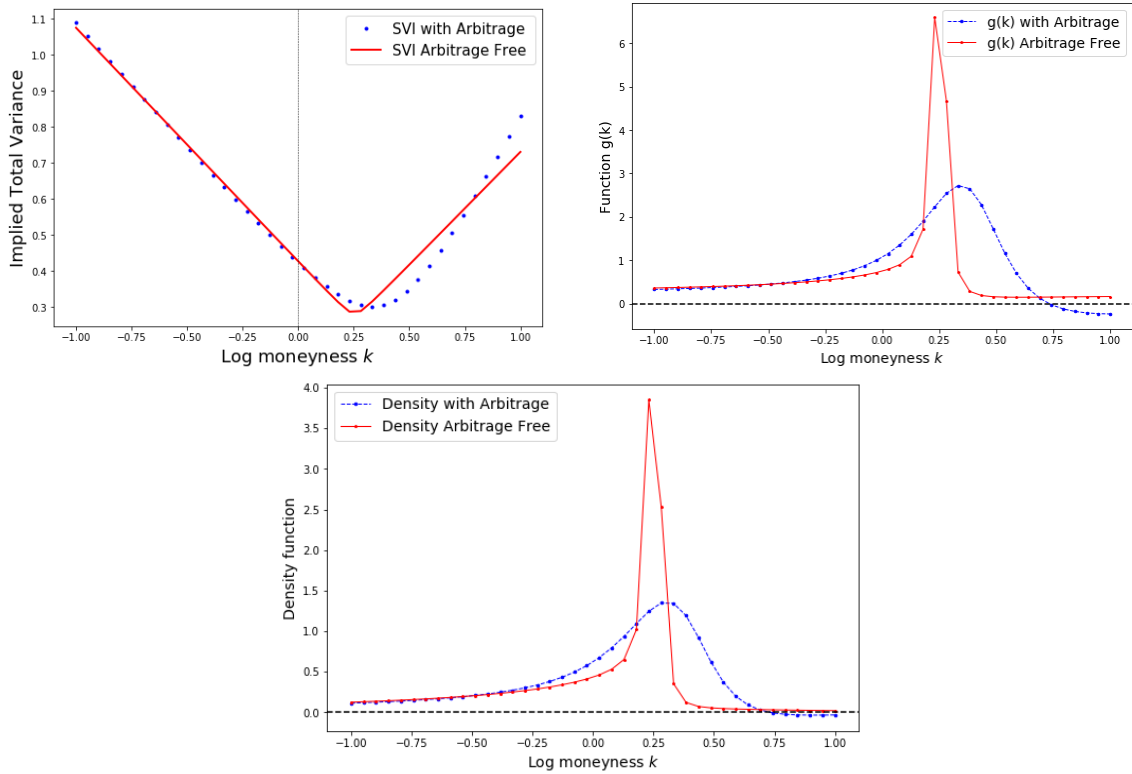 SVI with Arbitrage
SVI Arbitrage Free
Implied Total Variance
1.1
1.0
0.9
0.8
0.7
0.6
0.5
0.4
0.3
−1.00 −0.75 −0.50 −0.25 0.00 0.25 0.50 0.75 1.00
Log moneyness k
g(k) with Arbitrage
g(k) Arbitrage Free
Function g(k)
6
5
4
3
2
1
0
−1.00 −0.75 −0.50 −0.25 0.00 0.25 0.50 0.75 1.00
Log moneyness k
Density with Arbitrage
Density Arbitrage Free
Density function
4.0
3.5
3.0
2.5
2.0
1.5
1.0
0.5
0.0
−1.00 −0.75 −0.50 −0.25 0.00 0.25 0.50 0.75 1.00
Log moneyness k